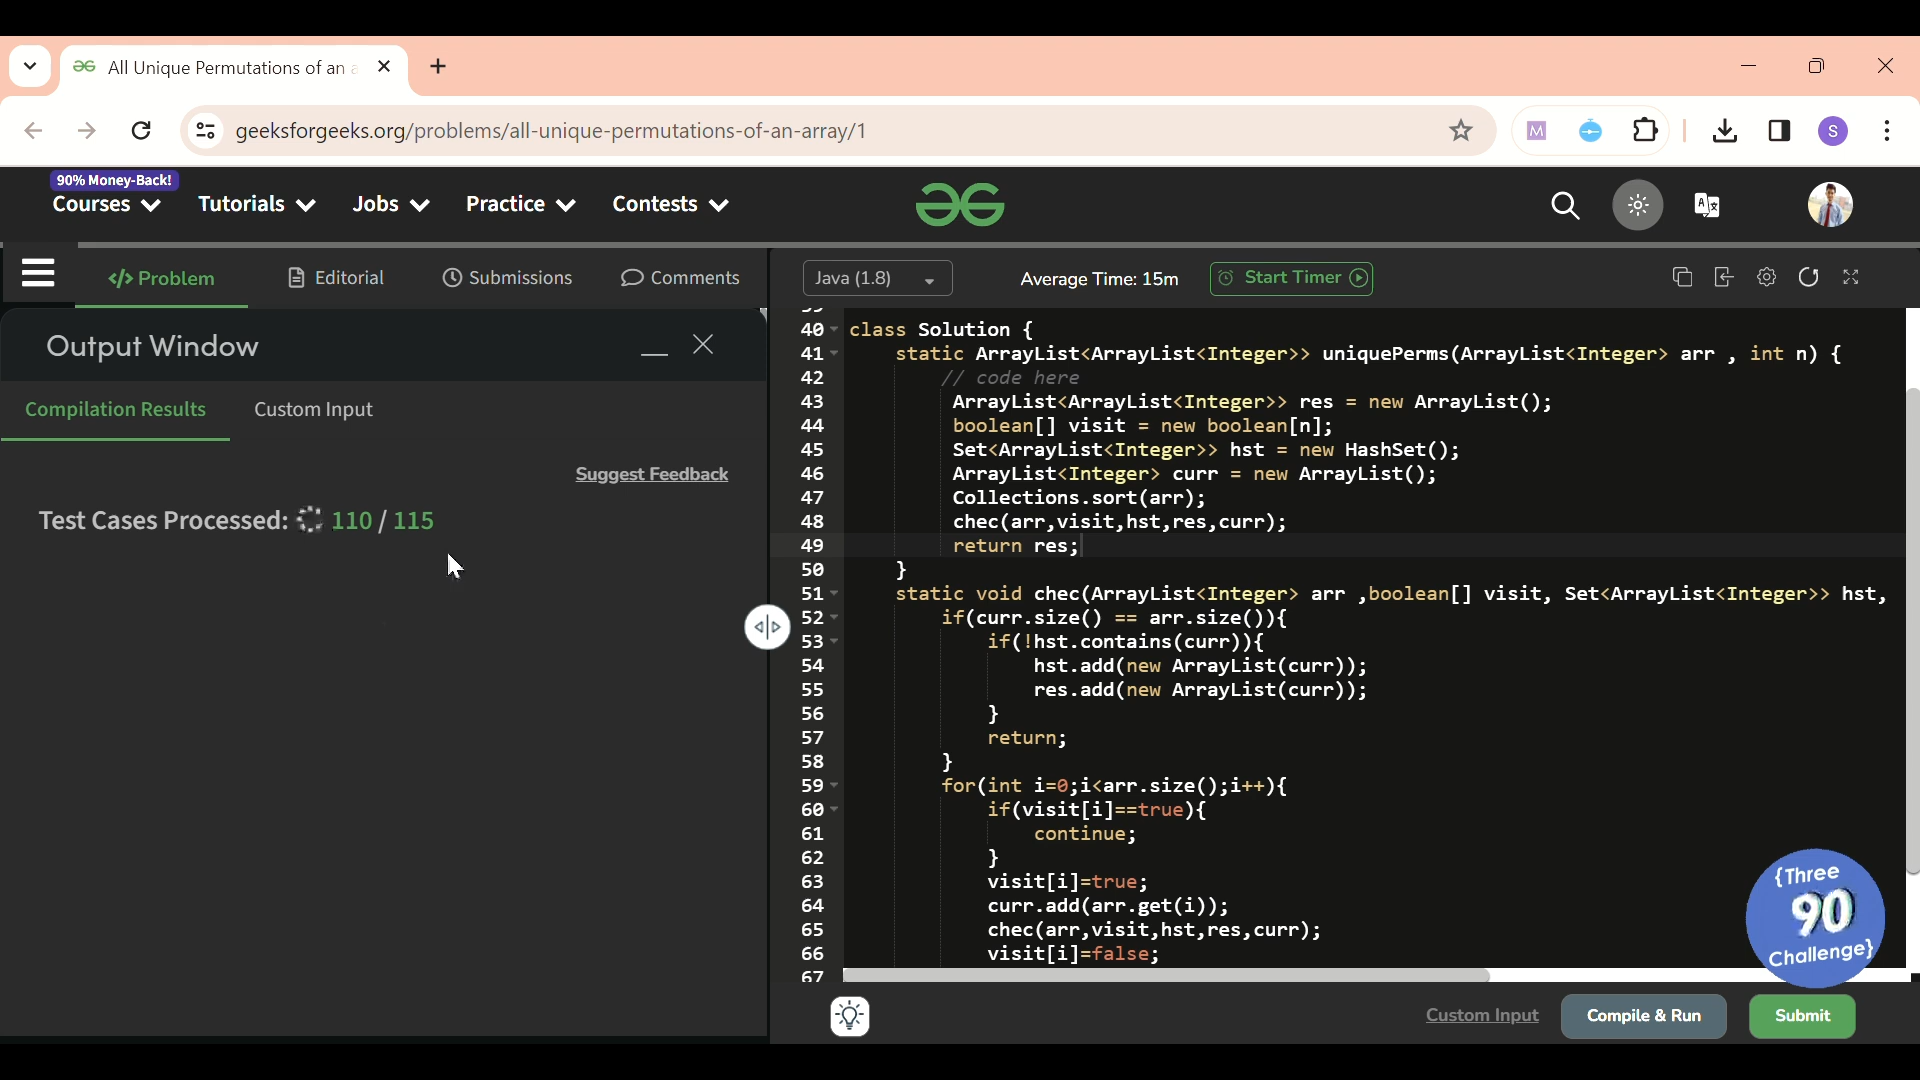 All Unique Permutations of an a
geeksforgeeks.org/problems/all-unique-permutations-of-an-array/1
M
S
90% Money-Back!
Courses
Tutorials
Jobs
Practice
Contests
</> Problem
Editorial
Submissions
Comments
Java (1.8)
Average Time: 15m
Start Timer
Output Window
Compilation Results
Custom Input
Suggest Feedback
Test Cases Processed: 110 / 115
40 class Solution {
41 static ArrayList<ArrayList<Integer>> uniquePerms(ArrayList<Integer> arr , int n) {
42 // code here
43 ArrayList<ArrayList<Integer>> res = new ArrayList();
44 boolean[] visit = new boolean[n];
45 Set<ArrayList<Integer>> hst = new HashSet();
46 ArrayList<Integer> curr = new ArrayList();
47 Collections.sort(arr);
48 chec(arr,visit,hst,res,curr);
49 return res;
50 }
51 static void chec(ArrayList<Integer> arr ,boolean[] visit, Set<ArrayList<Integer>> hst,
52 if(curr.size() == arr.size()){
53 if(!hst.contains(curr)){
54 hst.add(new ArrayList(curr));
55 res.add(new ArrayList(curr));
56 }
57 return;
58 }
59 for(int i=0;i<arr.size();i++){
60 if(visit[i]==true){
61 continue;
62 }
63 visit[i]=true;
64 curr.add(arr.get(i));
65 chec(arr,visit,hst,res,curr);
66 visit[i]=false;
67
{Three
90
Challenge}
Custom Input
Compile & Run
Submit